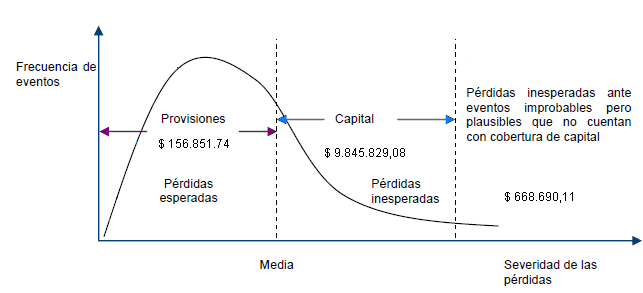 Frecuencia de
eventos
Provisiones
$ 156.851.74
Pérdidas
esperadas
Capital
$ 9.845.829,08
Pérdidas
inesperadas
Pérdidas inesperadas ante
eventos improbables pero
plausibles que no cuentan
con cobertura de capital
$ 668.690,11
Media
Severidad de las
pérdidas